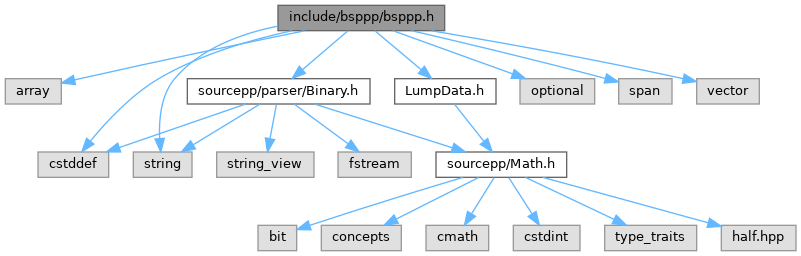 include/bsppp/bsppp.h
array
sourcepp/parser/Binary.h
LumpData.h
optional
span
vector
cstddef
string
string_view
fstream
sourcepp/Math.h
bit
concepts
cmath
cstdint
type_traits
half.hpp